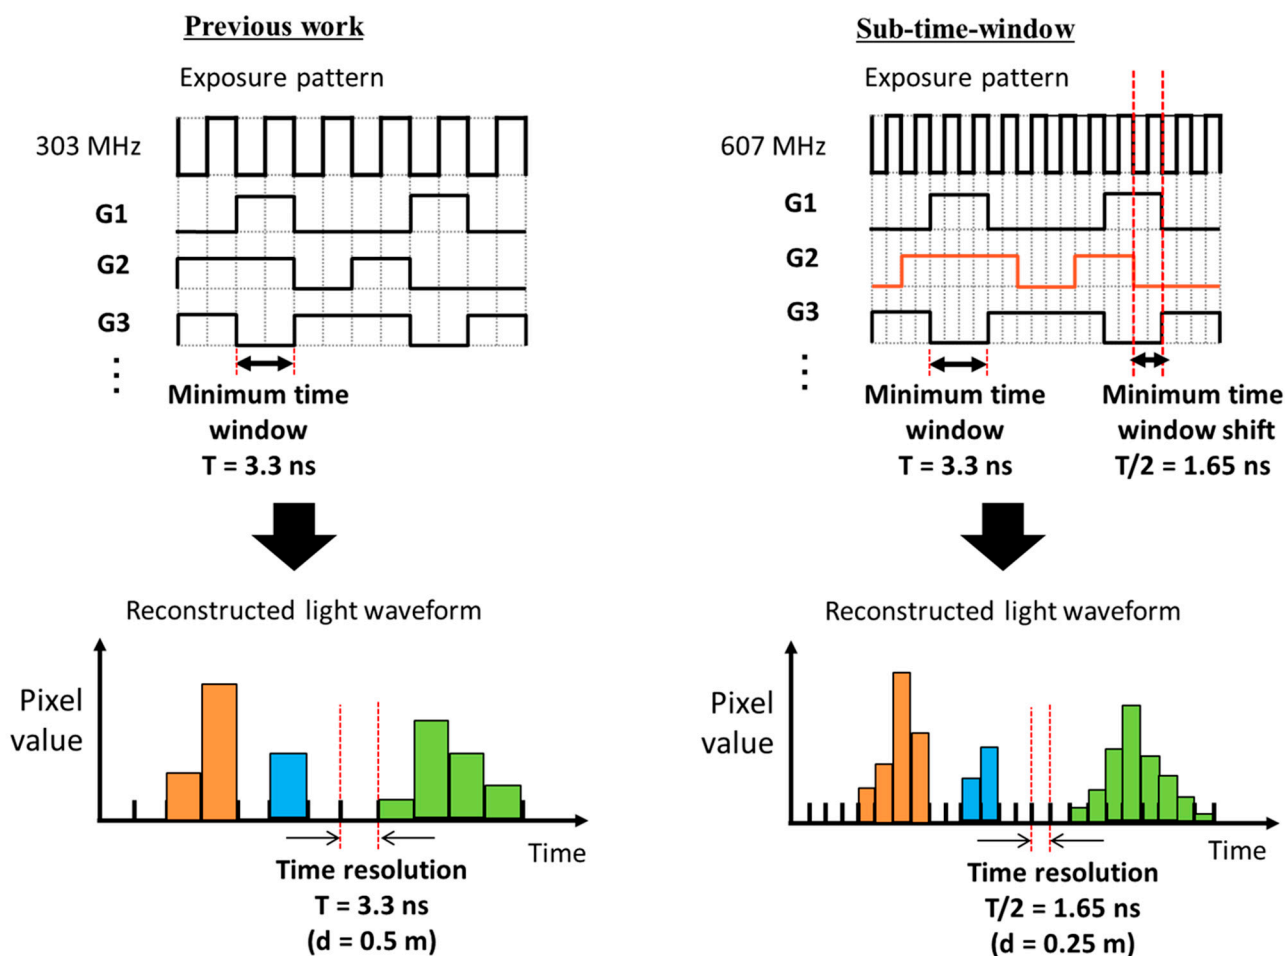 Previous work
Exposure pattern
303 MHz
G1
G2
G3
⋮
Minimum time
window
T = 3.3 ns
Reconstructed light waveform
Pixel
value
Time
Time resolution
T = 3.3 ns
(d = 0.5 m)
Sub-time-window
Exposure pattern
607 MHz
G1
G2
G3
⋮
Minimum time
window
T = 3.3 ns
Minimum time
window shift
T/2 = 1.65 ns
Reconstructed light waveform
Pixel
value
Time
Time resolution
T/2 = 1.65 ns
(d = 0.25 m)